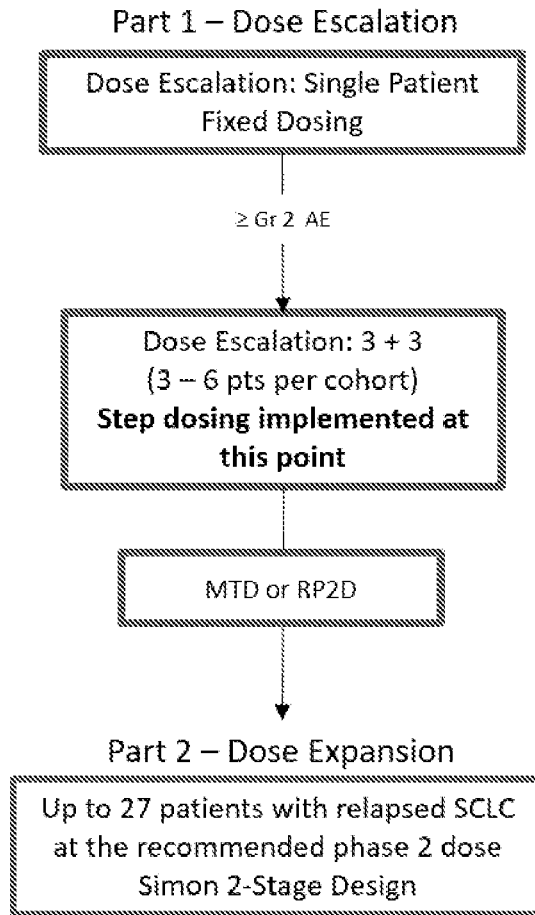 Part 1 – Dose Escalation
Dose Escalation: Single Patient
Fixed Dosing
≥ Gr 2 AE
Dose Escalation: 3 + 3
(3 – 6 pts per cohort)
Step dosing implemented at
this point
MTD or RP2D
Part 2 – Dose Expansion
Up to 27 patients with relapsed SCLC
at the recommended phase 2 dose
Simon 2-Stage Design